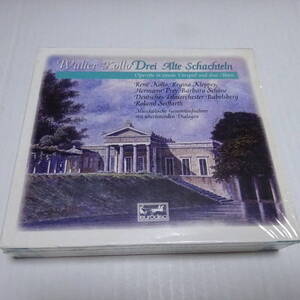 Walter Kollo Drei Alte Schachteln
Operette in einem Vorspiel und drei Akten
René Kollo, Regina Klepper,
Hermann Prey, Barbara Schöne
Deutsches Filmorchester Babelsberg
Roland Seiffarth
Musikalische Gesamtaufnahme
mit überleitenden Dialogen
eurodisc